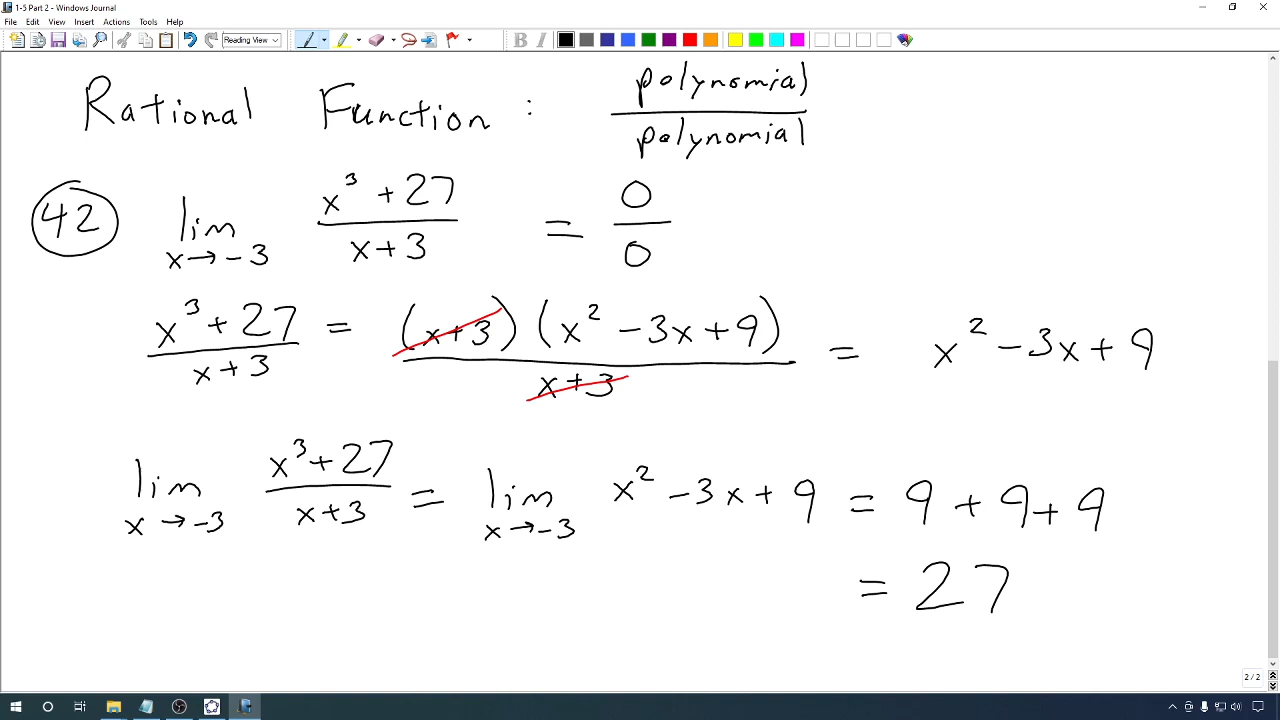 1-5 Part 2 - Windows Journal
File Edit View Insert Actions Tools Help
Reading View B I
Rational Function : polynomial / polynomial
42 lim x→-3 x³+27 / x+3 = 0 / 0
x³+27 / x+3 = (x+3)(x²-3x+9) / x+3 = x²-3x+9
lim x→-3 x³+27 / x+3 = lim x→-3 x²-3x+9 = 9+9+9
= 27
2/2